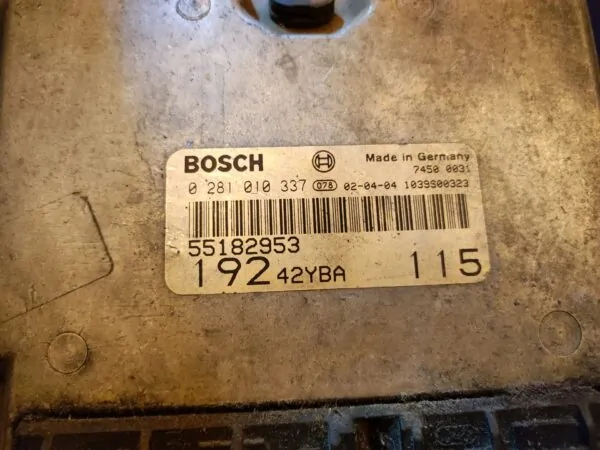 BOSCH Made in Germany
7450 0031
0 281 010 337 078 02-04-04 1039S00323
55182953
192 42YBA 115